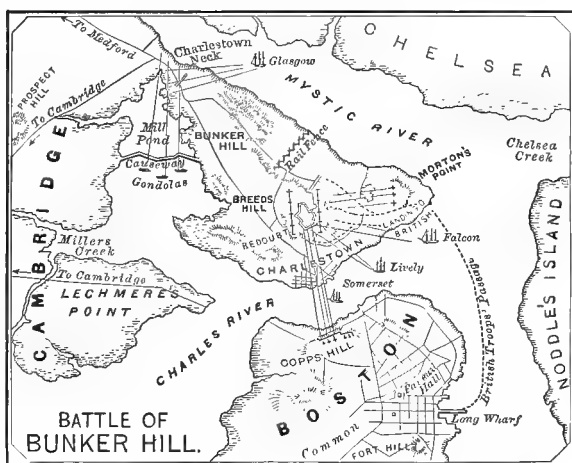 To Medford
Charlestown
Neck
Glasgow
CHELSEA
PROSPECT
HILL
To Cambridge
MYSTIC RIVER
Mill
Pond
BUNKER
HILL
Rail Fence
Chelsea
Creek
Causeway
Gondolas
MORTON'S
POINT
BREEDS
HILL
REDOUBT
LANDING
BRITISH
CAMBRIDGE
Millers
Creek
CHARLESTOWN
Falcon
Lively
Somerset
To Cambridge
LECHMERES
POINT
CHARLES RIVER
British Troops' Passage
NODDLE'S ISLAND
COPPS HILL
BOSTON
Faneuil
Hall
Long Wharf
Common
FORT HILL
BATTLE OF
BUNKER HILL.